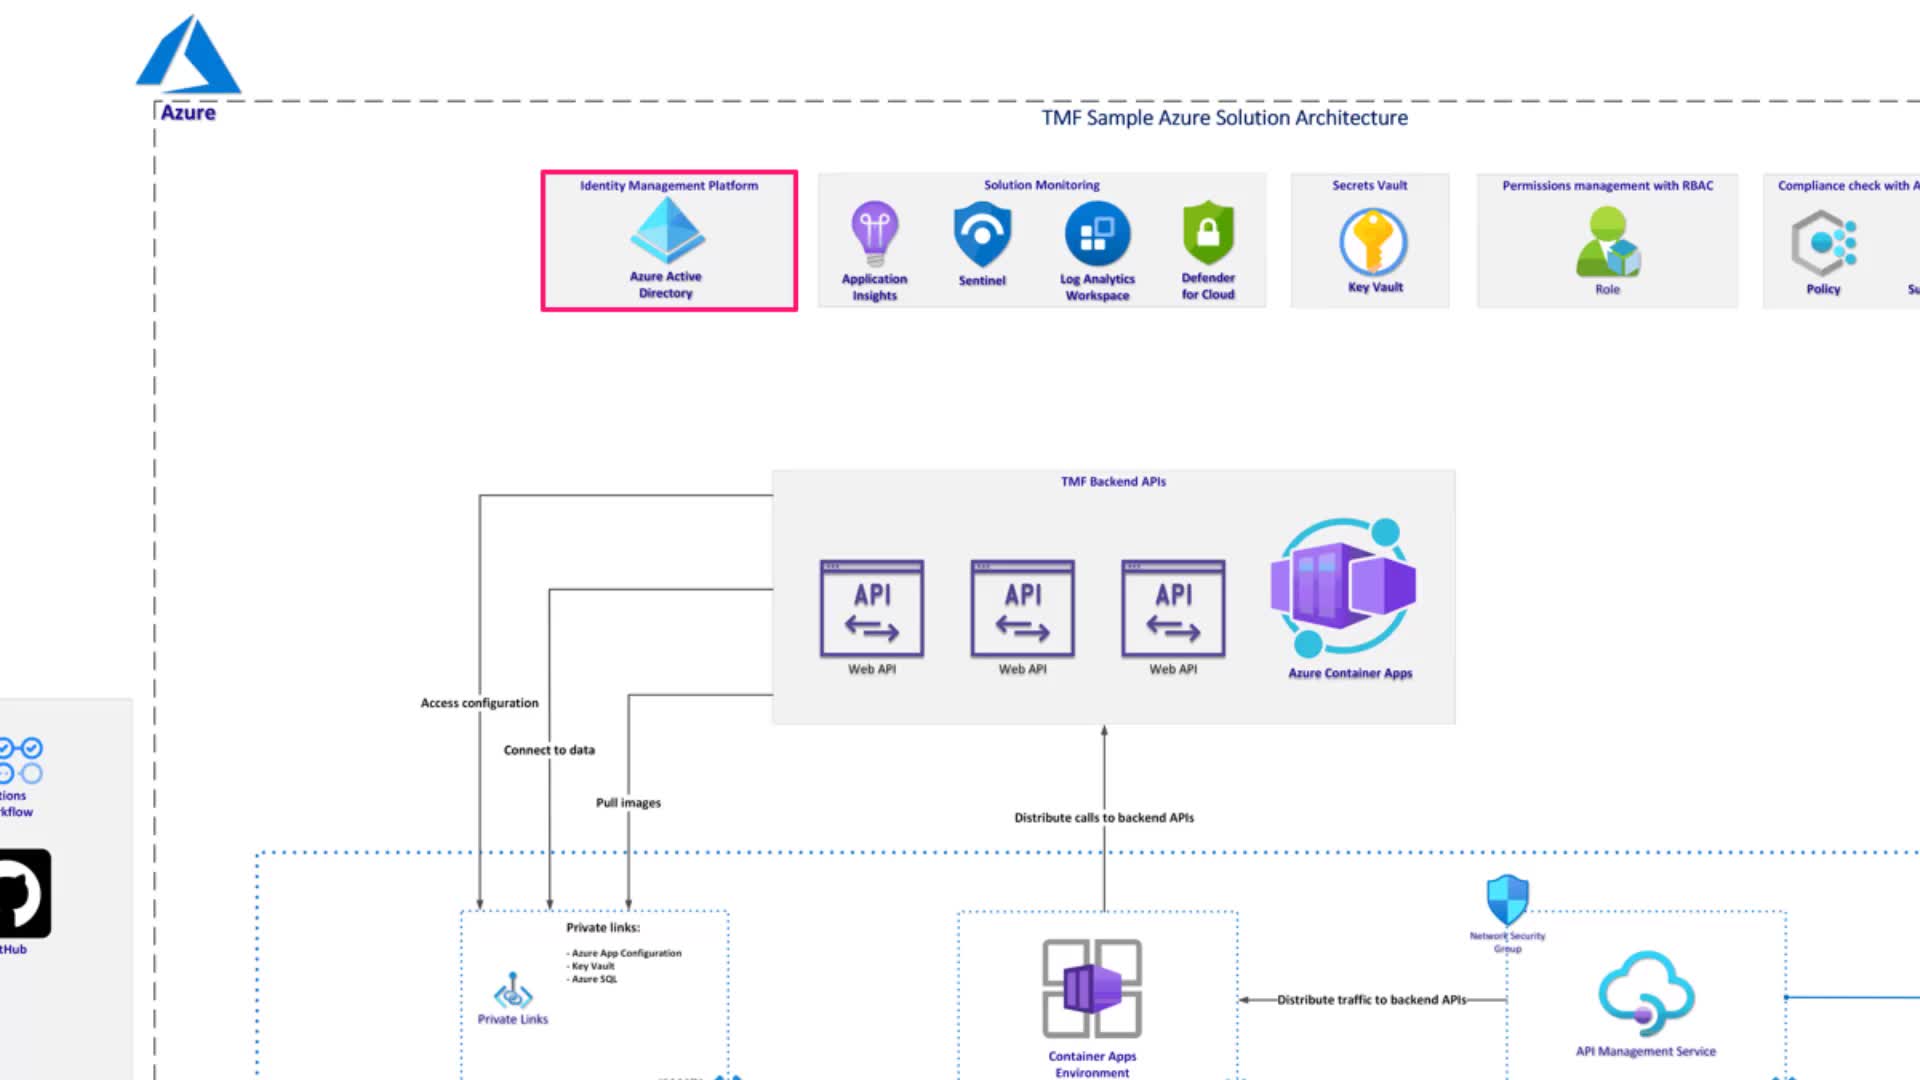 Azure
TMF Sample Azure Solution Architecture
Identity Management Platform
Azure Active
Directory
Solution Monitoring
Application
Insights
Sentinel
Log Analytics
Workspace
Defender
for Cloud
Secrets Vault
Key Vault
Permissions management with RBAC
Role
Compliance check with A
Policy
Su
TMF Backend APIs
API
Web API
API
Web API
API
Web API
Azure Container Apps
Access configuration
Connect to data
Pull images
Distribute calls to backend APIs
tions
kflow
tHub
Private links:
- Azure App Configuration
- Key Vault
- Azure SQL
Private Links
Container Apps
Environment
Distribute traffic to backend APIs
Network Security
Group
API Management Service